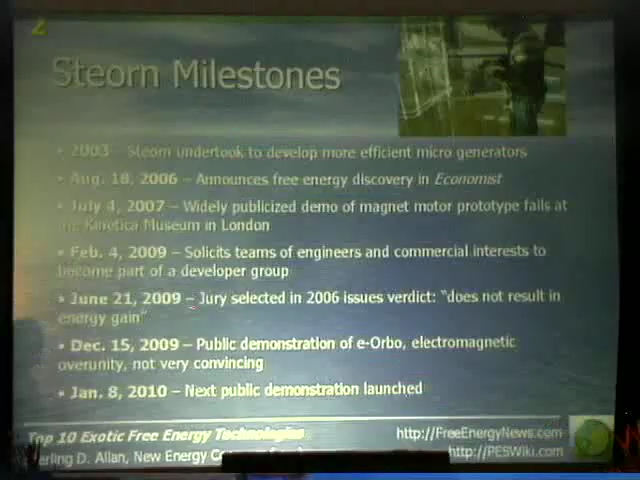 2
Steorn Milestones
• 2003 Steorn undertook to develop more efficient micro generators
• Aug. 18, 2006 – Announces free energy discovery in Economist
• July 4, 2007 – Widely publicized demo of magnet motor prototype fails at
the Kinetica Museum in London
• Feb. 4, 2009 – Solicits teams of engineers and commercial interests to
become part of a developer group
• June 21, 2009 – Jury selected in 2006 issues verdict: "does not result in
energy gain"
• Dec. 15, 2009 – Public demonstration of e-Orbo, electromagnetic
overunity, not very convincing
• Jan. 8, 2010 – Next public demonstration launched
Top 10 Exotic Free Energy Technologies
http://FreeEnergyNews.com
erling D. Allan, New Energy
http://PESWiki.com